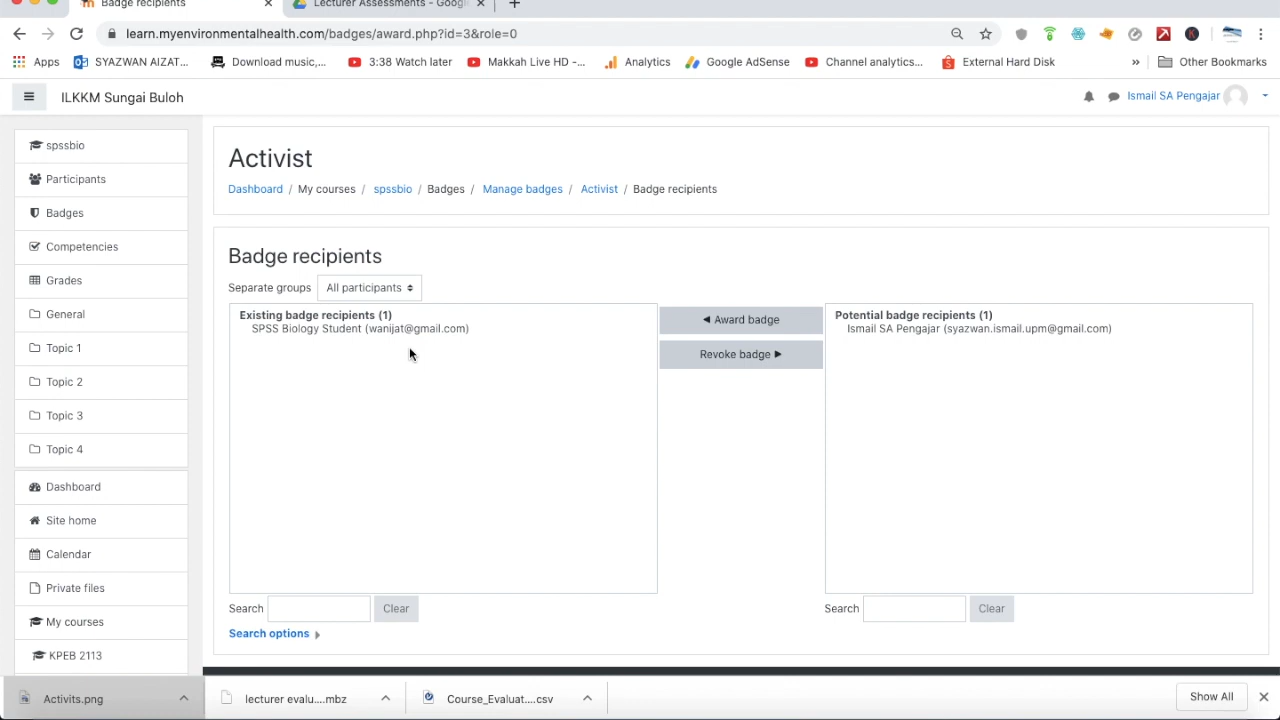 Badge recipients × Lecturer Assessments - Googl × +
learn.myenvironmentalhealth.com/badges/award.php?id=3&role=0
Apps SYAZWAN AIZAT... Download music,... 3:38 Watch later Makkah Live HD -... Analytics Google AdSense Channel analytics... External Hard Disk » Other Bookmarks
ILKKM Sungai Buloh Ismail SA Pengajar
spssbio
Participants
Badges
Competencies
Grades
General
Topic 1
Topic 2
Topic 3
Topic 4
Dashboard
Site home
Calendar
Private files
My courses
KPEB 2113
Activist
Dashboard / My courses / spssbio / Badges / Manage badges / Activist / Badge recipients
Badge recipients
Separate groups All participants
Existing badge recipients (1)
SPSS Biology Student (wanijat@gmail.com)
◄ Award badge
Revoke badge ►
Potential badge recipients (1)
Ismail SA Pengajar (syazwan.ismail.upm@gmail.com)
Search Clear
Search options
Search Clear
Activits.png lecturer evalu....mbz Course_Evaluat....csv Show All ×